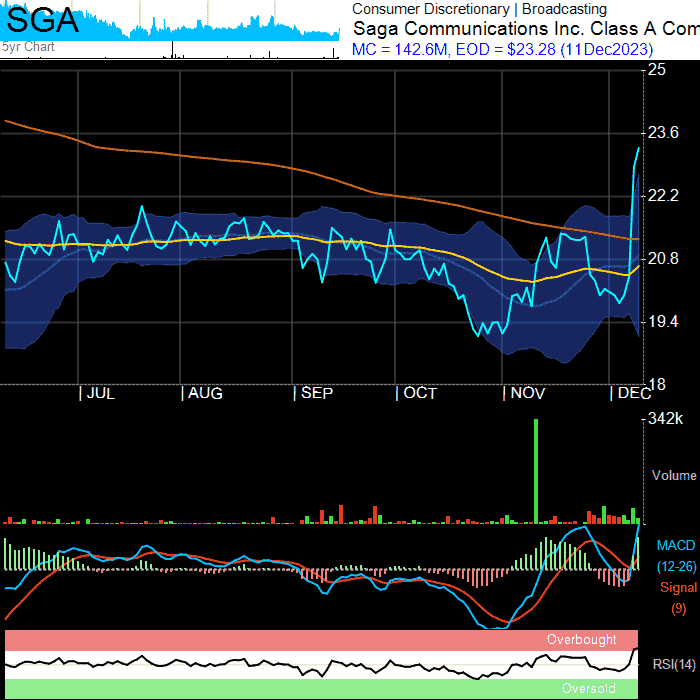 SGA
5yr Chart
Consumer Discretionary | Broadcasting
Saga Communications Inc. Class A Com
MC = 142.6M, EOD = $23.28 (11Dec2023)
25
23.6
22.2
20.8
19.4
18
JUL
AUG
SEP
OCT
NOV
DEC
342k
Volume
MACD
(12-26)
Signal
(9)
Overbought
RSI(14)
Oversold